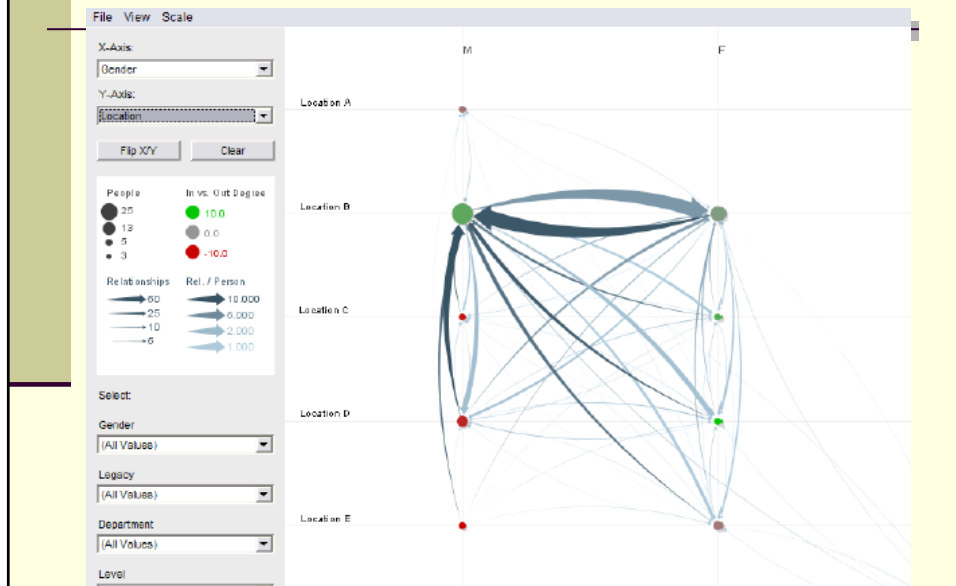 File View Scale
X-Axis:
Gender
Y-Axis:
Location
Flip X/Y Clear
People In vs. Out Degree
25 10.0
13 0.0
5
3 -10.0
Relationships Rel. / Person
60 10.000
25 5.000
10 2.000
5 1.000
Select:
Gender
(All Values)
Legacy
(All Values)
Department
(All Values)
Level
M F
Location A
Location B
Location C
Location D
Location E